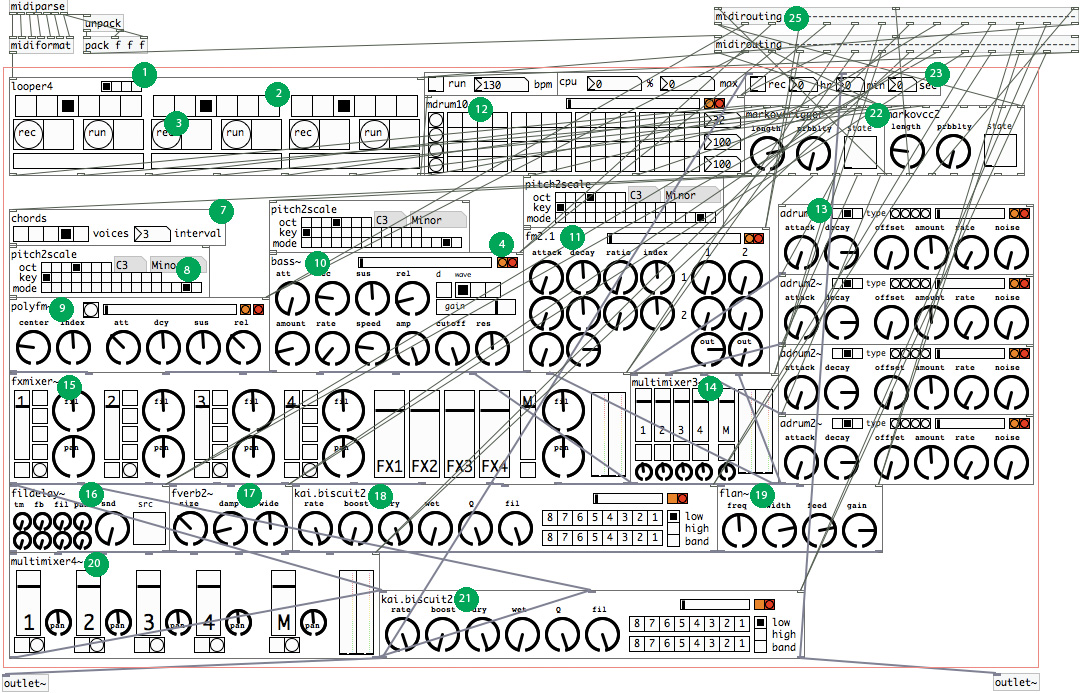 midiparse
unpack
midiformat pack f f f
midirouting 25
midirouting
1
looper4
2
3
rec run rec run rec run
run 130 bpm cpu 0 % 0 max rec 0 hr 0 min 0 sec 23
mdrum10 12
100
100
length prbblty state
22 markovcc2
length prbblty state
7
chords
voices 3 interval
pitch2scale
oct C3 Minor
key
mode
8
pitch2scale
oct C3 Minor
key
mode
4
pitch2scale
oct C3 Minor
key
mode
polyfm~ 9
center index att dcy sus rel
bass~ 10
att sus rel d wave
gain
amount rate speed amp cutoff res
fm2.1 11
attack decay ratio index 1 2
1
2
out out
13
adrum2~ type
attack decay offset amount rate noise
adrum2~ type
attack decay offset amount rate noise
adrum2~ type
attack decay offset amount rate noise
adrum2~ type
attack decay offset amount rate noise
fxmixer~ 15
1 fil 2 fil 3 fil 4 fil M fil
pan pan pan pan pan
FX1 FX2 FX3 FX4
multimixer3~ 14
1 2 3 4 M
fildelay~ 16
tm fb fil pan snd src
fverb2~ 17
size damp wide
kai.biscuit2 18
rate boost dry wet Q fil
8 7 6 5 4 3 2 1 low
high
8 7 6 5 4 3 2 1 band
flan~ 19
freq width feed gain
multimixer4~ 20
1 pan 2 pan 3 pan 4 pan M pan
kai.biscuit2 21
rate boost dry wet Q fil
8 7 6 5 4 3 2 1 low
high
8 7 6 5 4 3 2 1 band
outlet~ outlet~